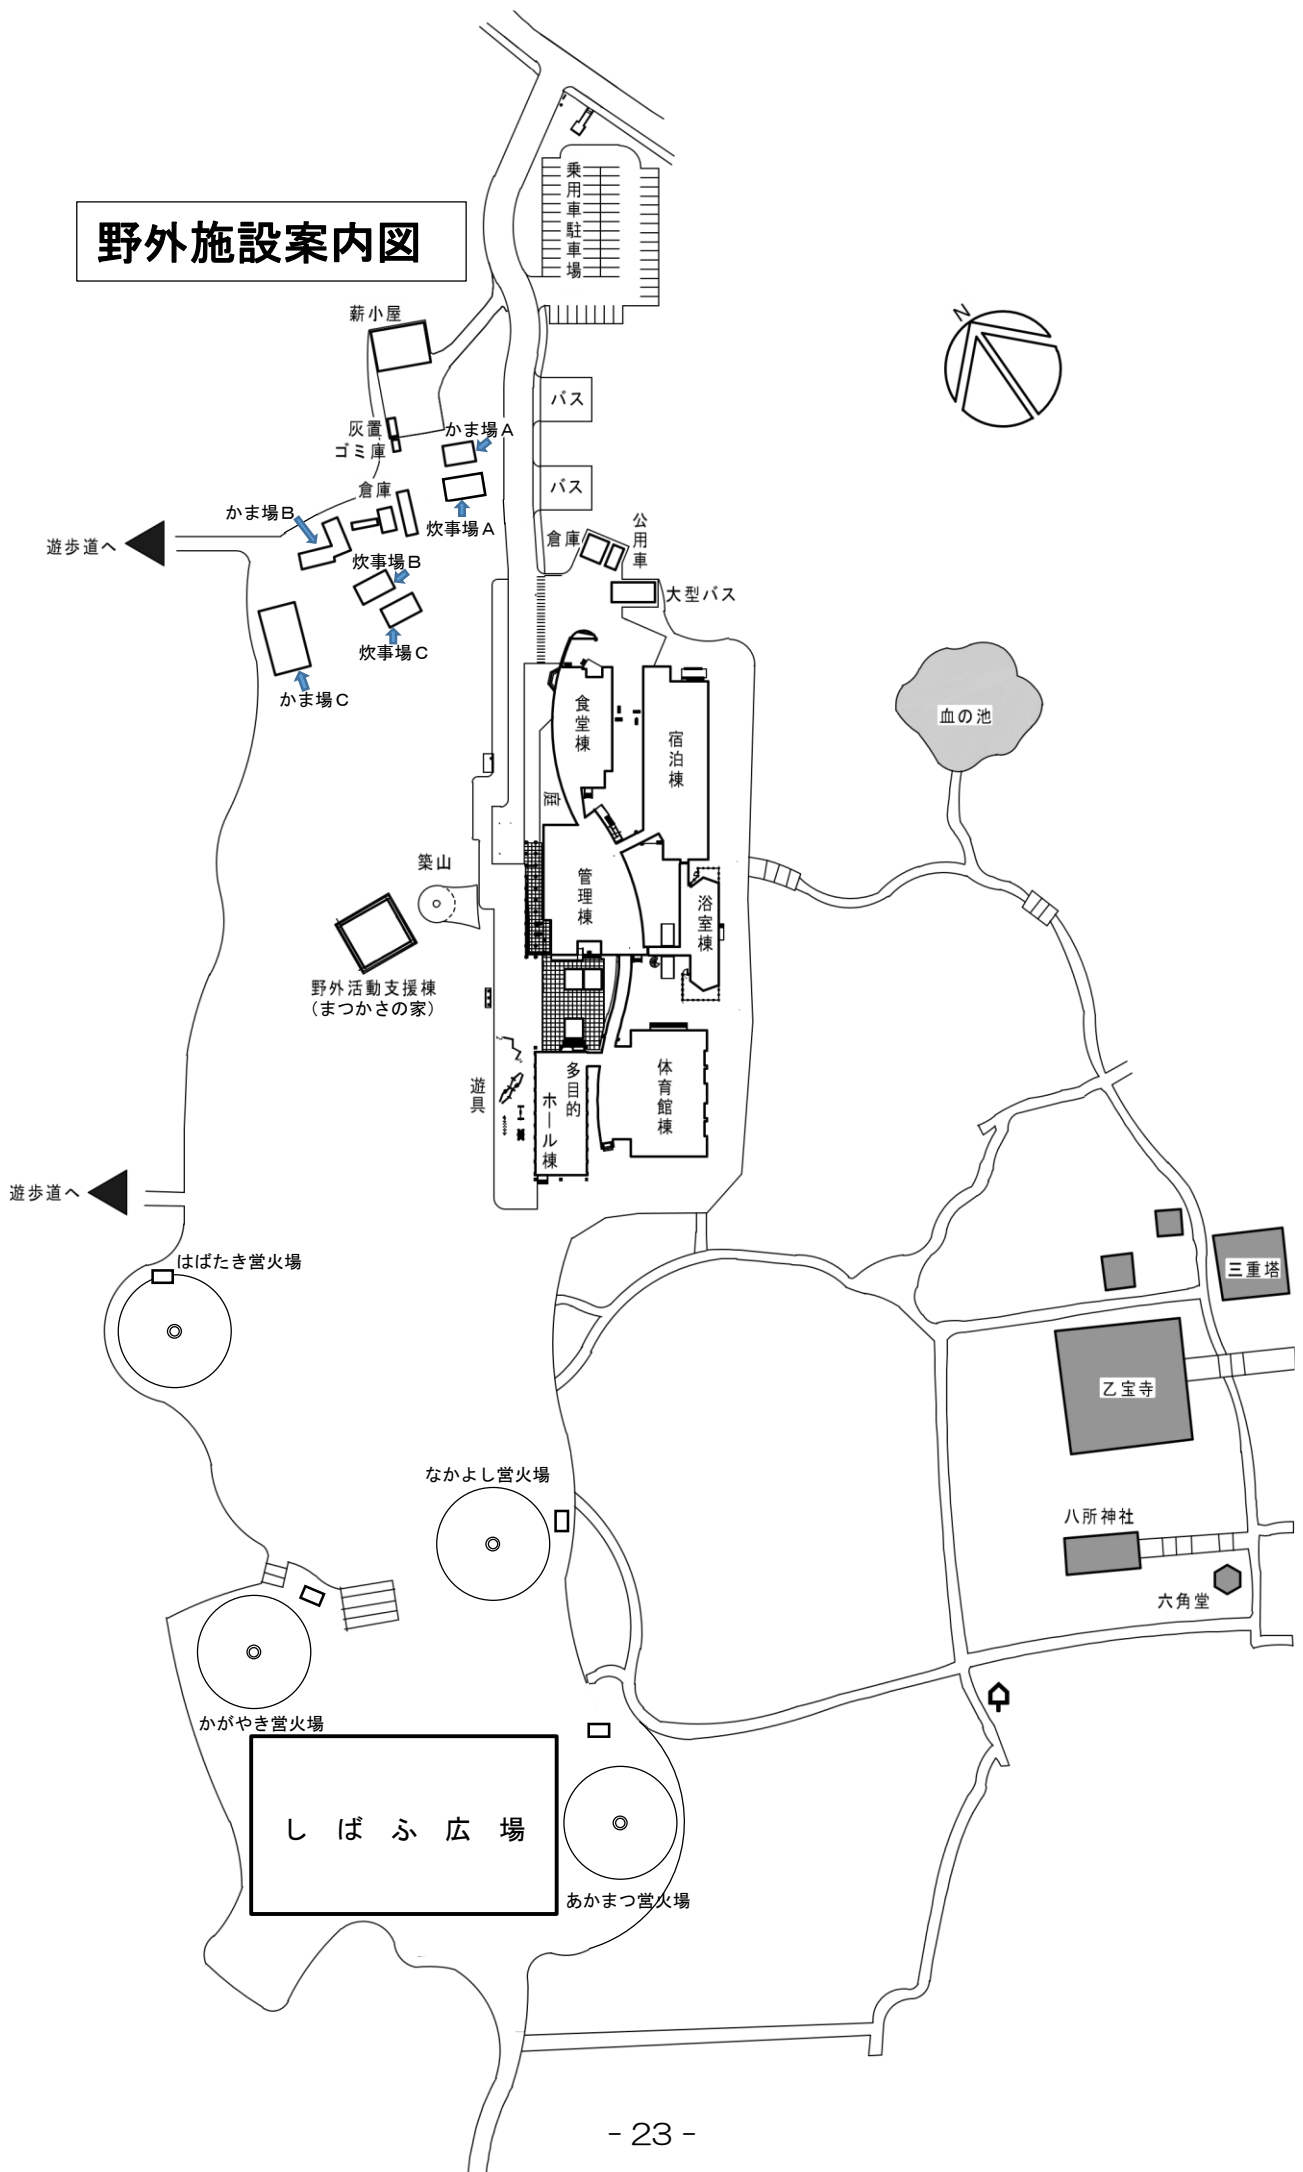 野外施設案内図
乗用車駐車場
N
薪小屋
バス
灰置
ゴミ庫
かま場A
倉庫
バス
かま場B
炊事場A
遊歩道へ
倉庫
公用車
炊事場B
大型バス
炊事場C
かま場C
食堂棟
宿泊棟
血の池
庭
築山
管理棟
浴室棟
野外活動支援棟
(まつかさの家)
遊具
多目的
ホール棟
体育館棟
遊歩道へ
はばたき営火場
三重塔
乙宝寺
なかよし営火場
八所神社
六角堂
かがやき営火場
しばふ広場
あかまつ営火場
- 23 -